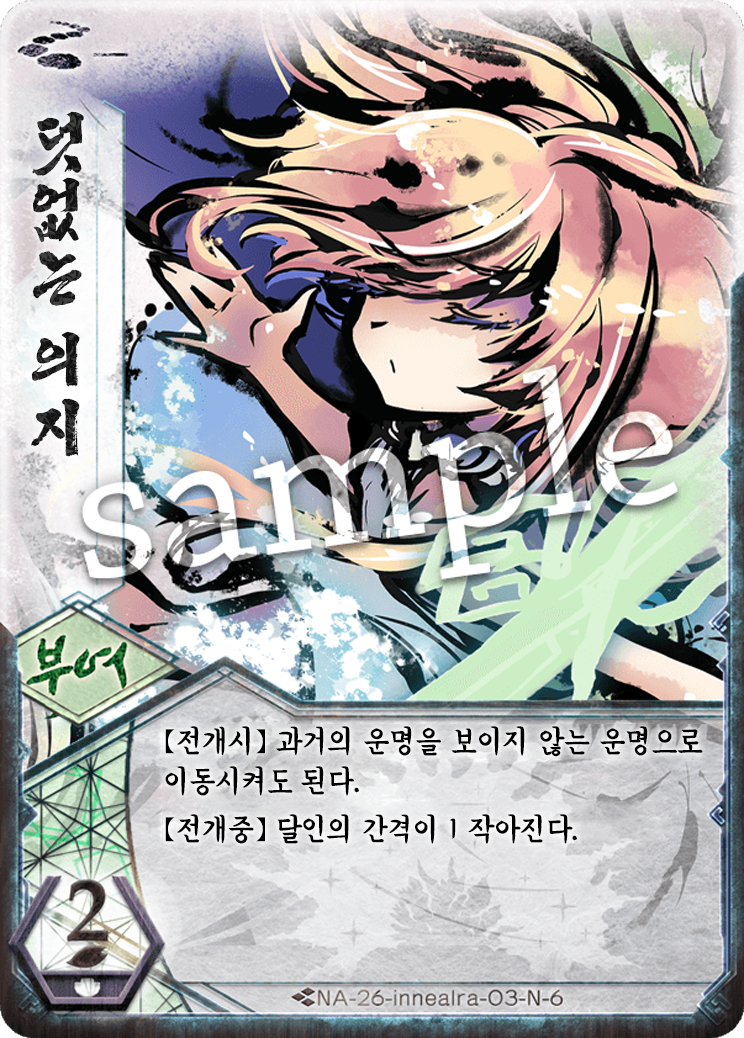 덧없는 의지
sample
부여
【전개시】 과거의 운명을 보이지 않는 운명으로
이동시켜도 된다.
【전개중】 달인의 간격이 1 작아진다.
2
NA-26-innealra-O3-N-6